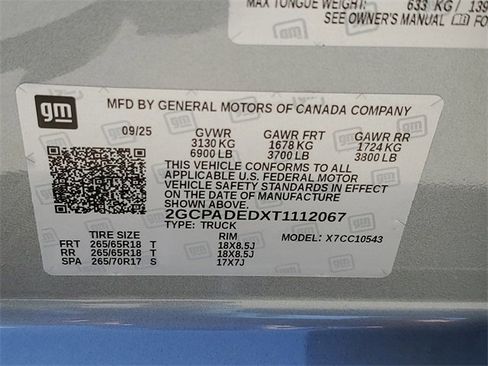 MAX TONGUE WEIGHT: 633 KG / 139
SEE OWNER'S MANUAL FO
gm
MFD BY GENERAL MOTORS OF CANADA COMPANY
09/25 GVWR GAWR FRT GAWR RR
3130 KG 1678 KG 1724 KG
6900 LB 3700 LB 3800 LB
THIS VEHICLE CONFORMS TO ALL
APPLICABLE U.S. FEDERAL MOTOR
VEHICLE SAFETY STANDARDS IN EFFECT
ON THE DATE OF MANUFACTURE
SHOWN ABOVE.
2GCPADEDXT1112067
TYPE: TRUCK MODEL: X7CC10543
TIRE SIZE RIM
FRT 265/65R18 T 18X8.5J
RR 265/65R18 T 18X8.5J
SPA 265/70R17 S 17X7J